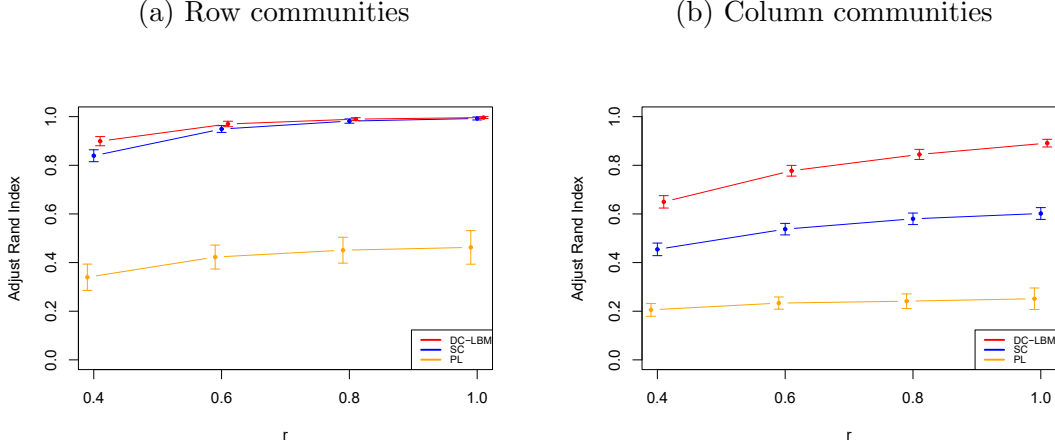 (a) Row communities
(b) Column communities
Adjust Rand Index
1.0
0.8
0.6
0.4
0.2
0.0
DC−LBM
SC
PL
0.4 0.6 0.8 1.0
r
Adjust Rand Index
1.0
0.8
0.6
0.4
0.2
0.0
DC−LBM
SC
PL
0.4 0.6 0.8 1.0
r